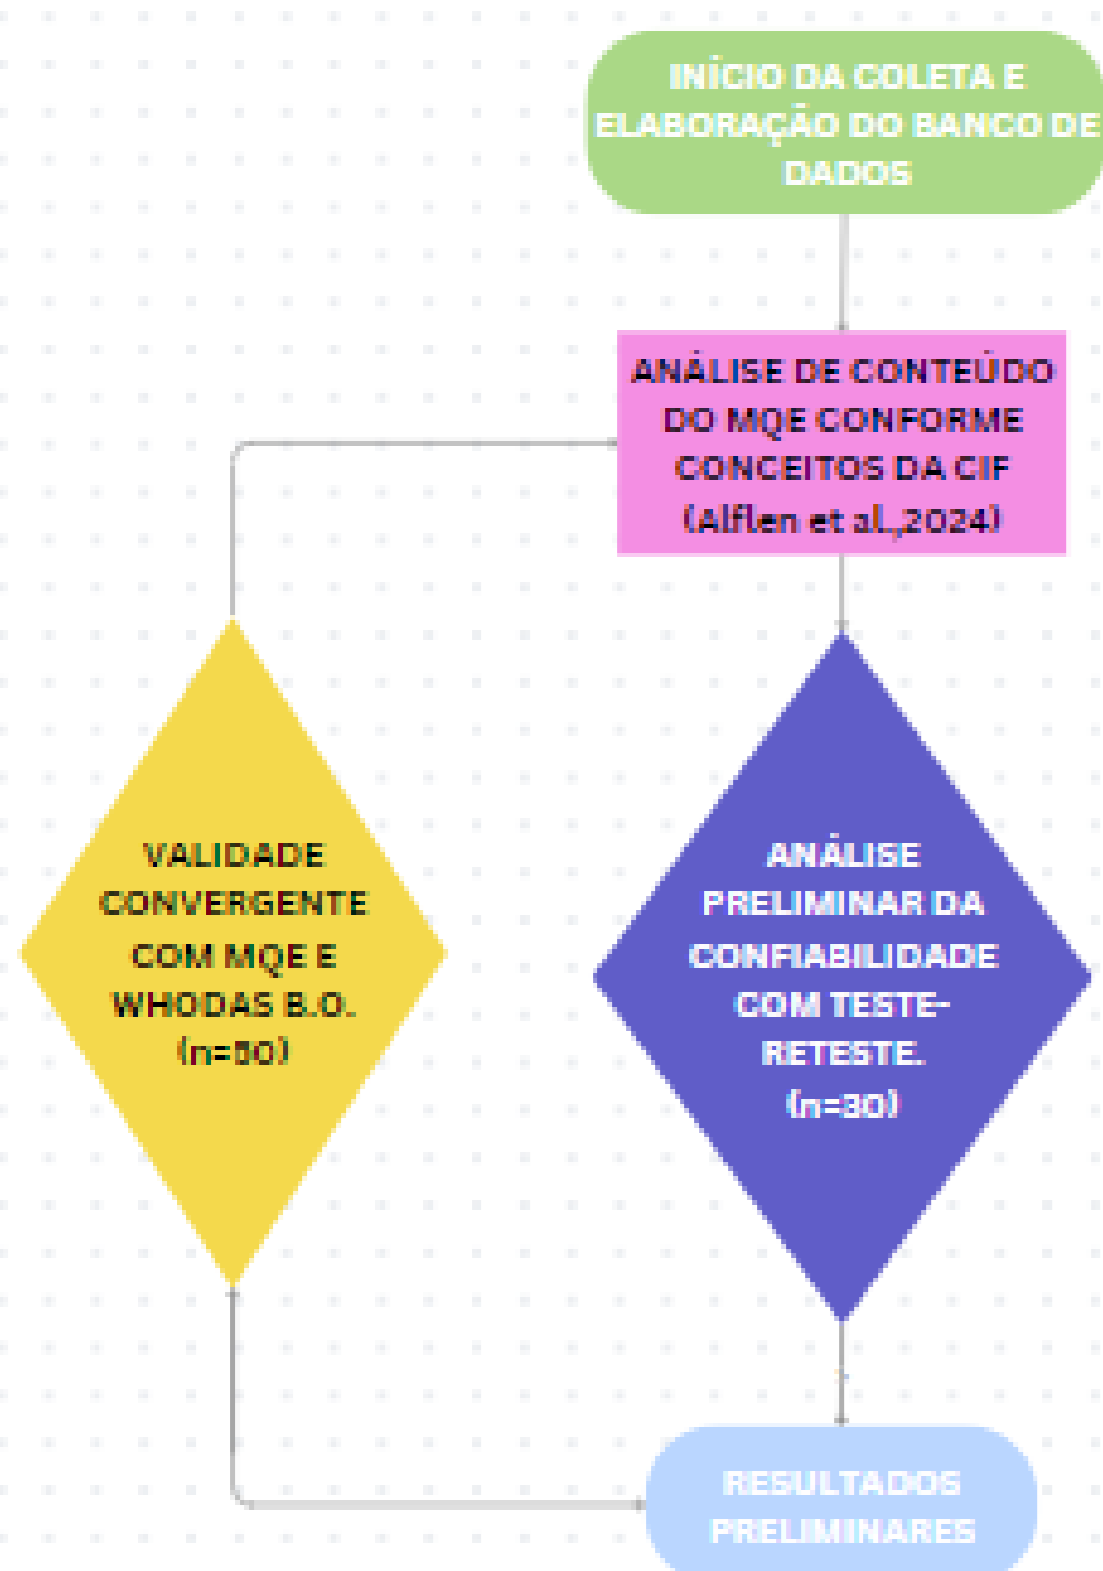 INÍCIO DA COLETA E
ELABORAÇÃO DO BANCO DE
DADOS
ANÁLISE DE CONTEÚDO
DO MQE CONFORME
CONCEITOS DA CIF
(Alflen et al.,2024)
VALIDADE
CONVERGENTE
COM MQE E
WHODAS B.O.
ANÁLISE
PRELIMINAR DA
CONFIABILIDADE
COM TESTE-
RETESTE.
(n=30)
RESULTADOS
PRELIMINARES